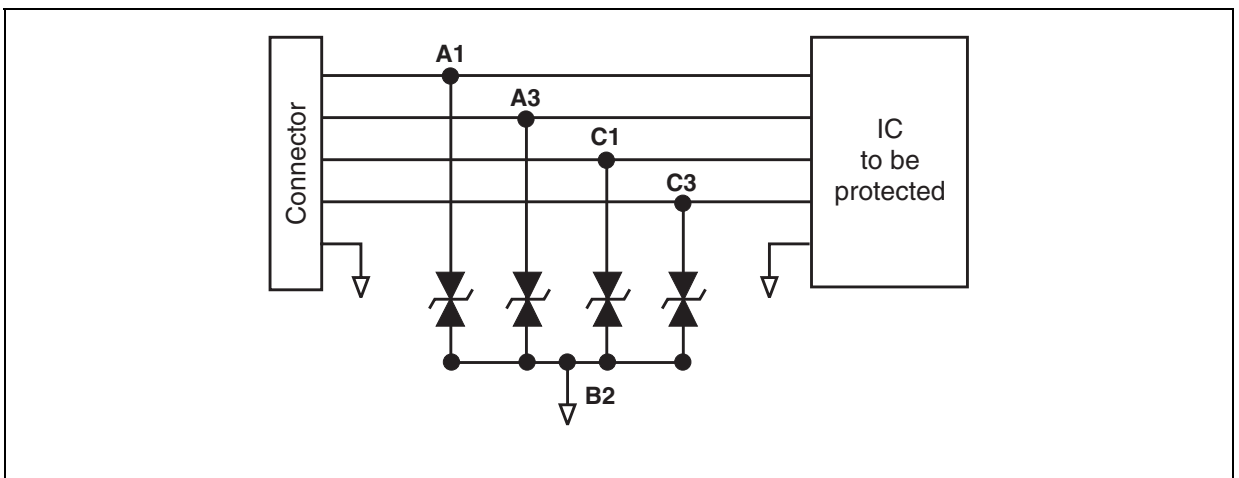 A1
A3
C1
C3
Connector
IC
to be
protected
B2